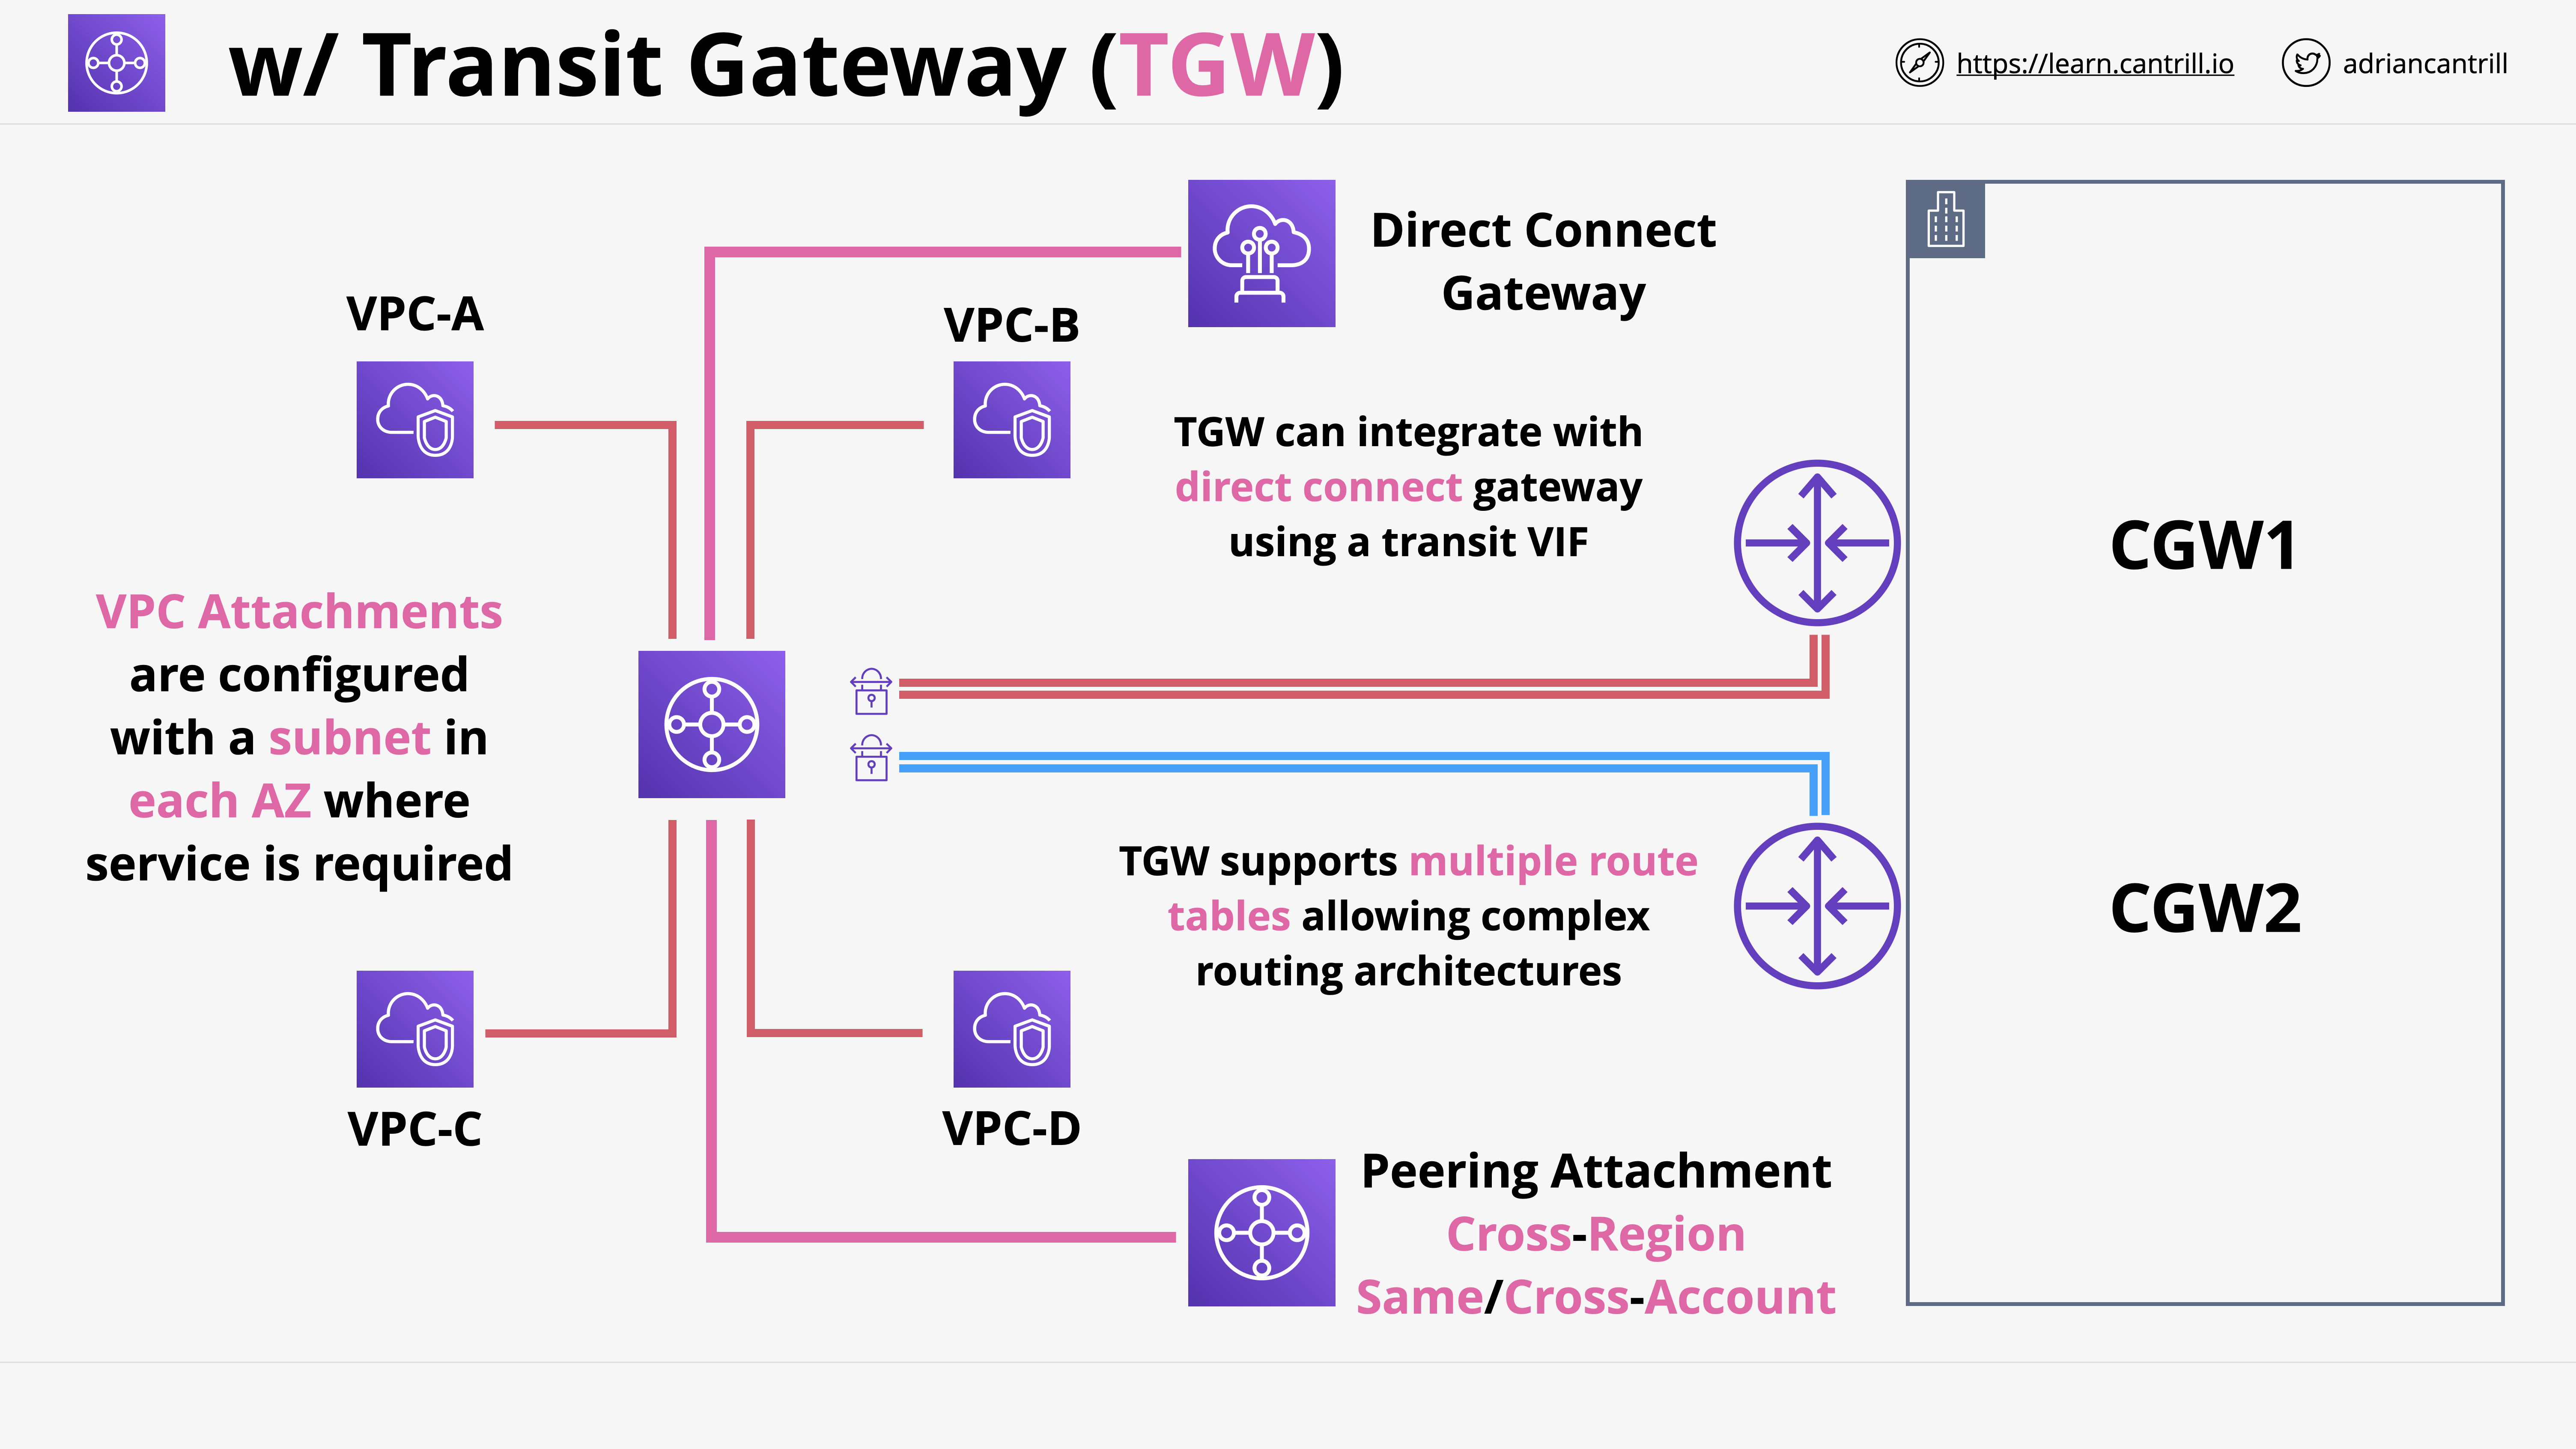 w/ Transit Gateway (TGW)
https://learn.cantrill.io
adriancantrill
Direct Connect
Gateway
VPC-A
VPC-B
TGW can integrate with
direct connect gateway
using a transit VIF
CGW1
VPC Attachments
are configured
with a subnet in
each AZ where
service is required
TGW supports multiple route
tables allowing complex
routing architectures
CGW2
VPC-C
VPC-D
Peering Attachment
Cross-Region
Same/Cross-Account